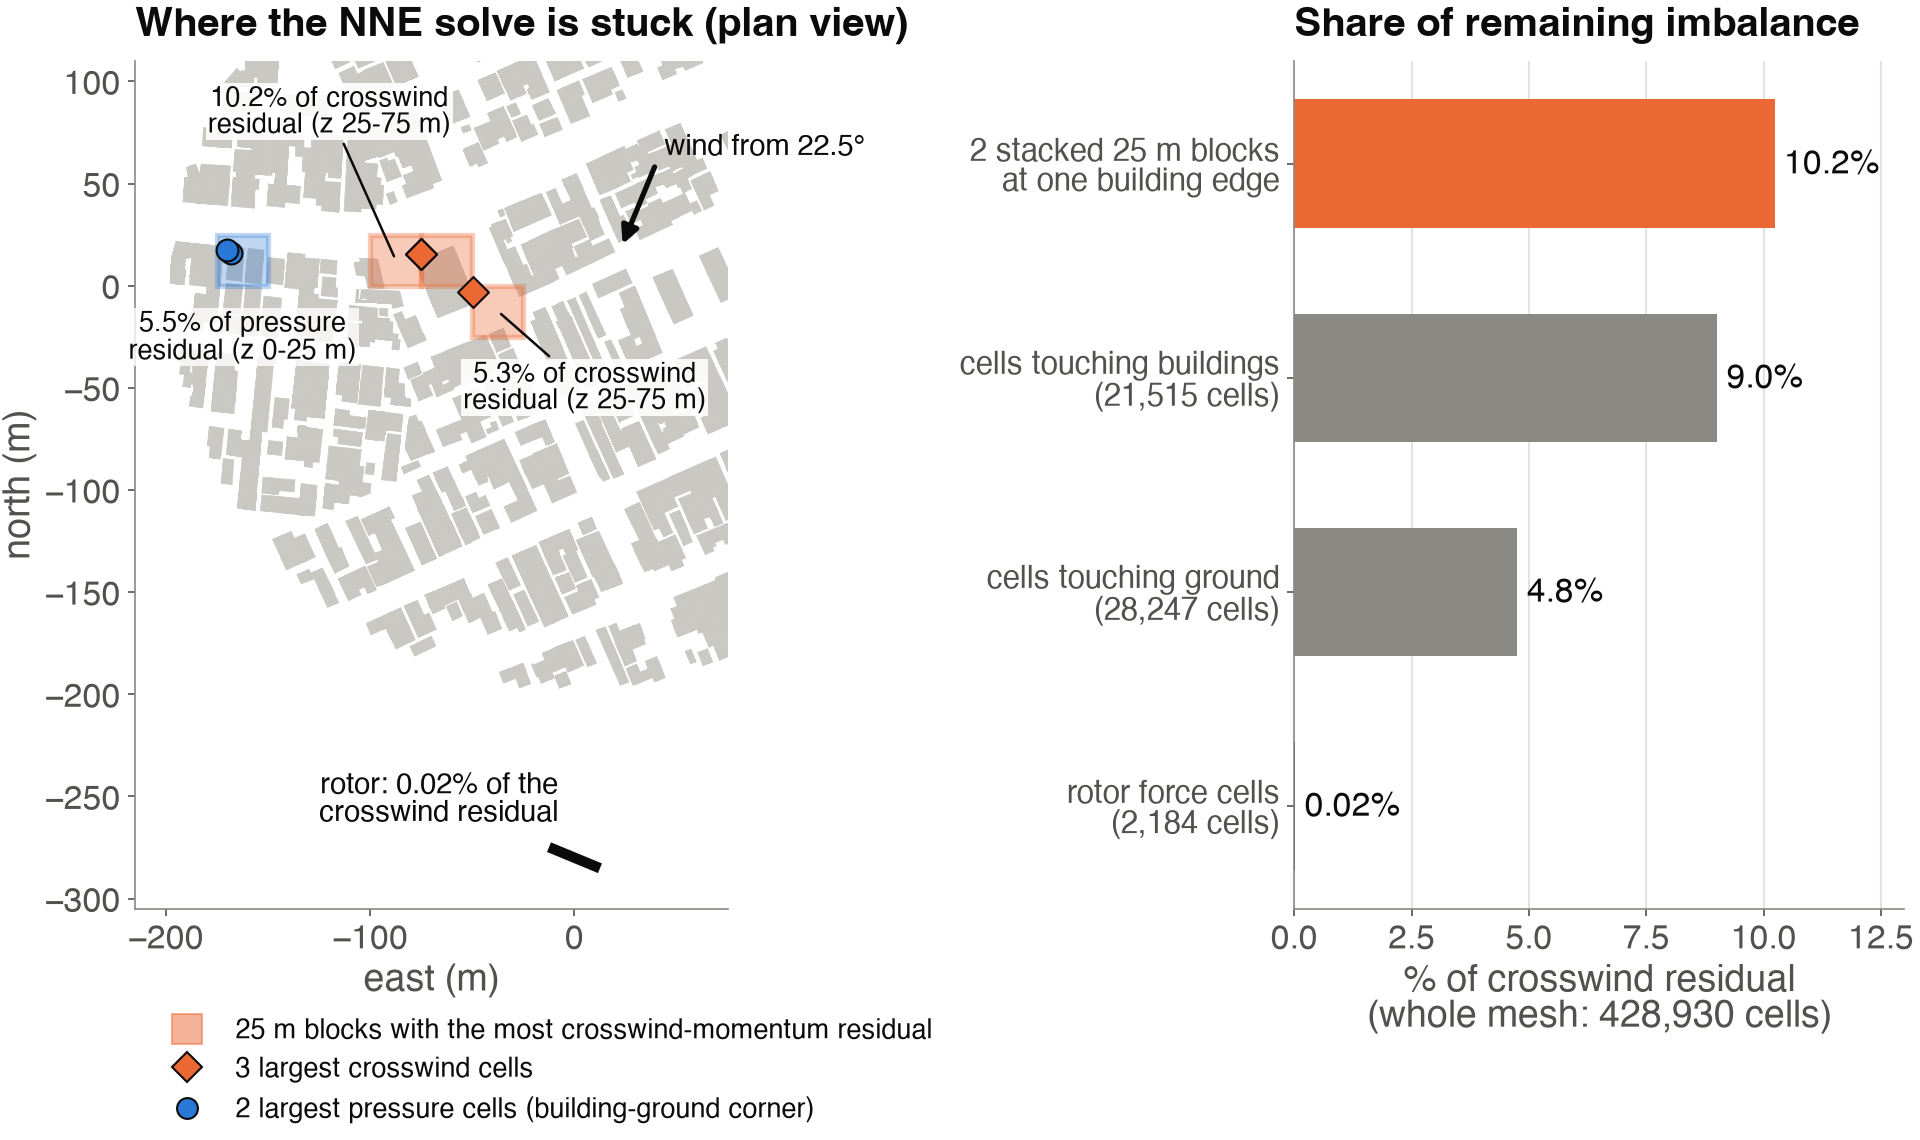 Where the NNE solve is stuck (plan view)
100
50
0
−50
−100
−150
−200
−250
−300
north (m)
10.2% of crosswind
residual (z 25-75 m)
wind from 22.5°
5.5% of pressure
residual (z 0-25 m)
5.3% of crosswind
residual (z 25-75 m)
rotor: 0.02% of the
crosswind residual
−200
−100
0
east (m)
25 m blocks with the most crosswind-momentum residual
3 largest crosswind cells
2 largest pressure cells (building-ground corner)
Share of remaining imbalance
2 stacked 25 m blocks
at one building edge
10.2%
cells touching buildings
(21,515 cells)
9.0%
cells touching ground
(28,247 cells)
4.8%
rotor force cells
(2,184 cells)
0.02%
0.0
2.5
5.0
7.5
10.0
12.5
% of crosswind residual
(whole mesh: 428,930 cells)